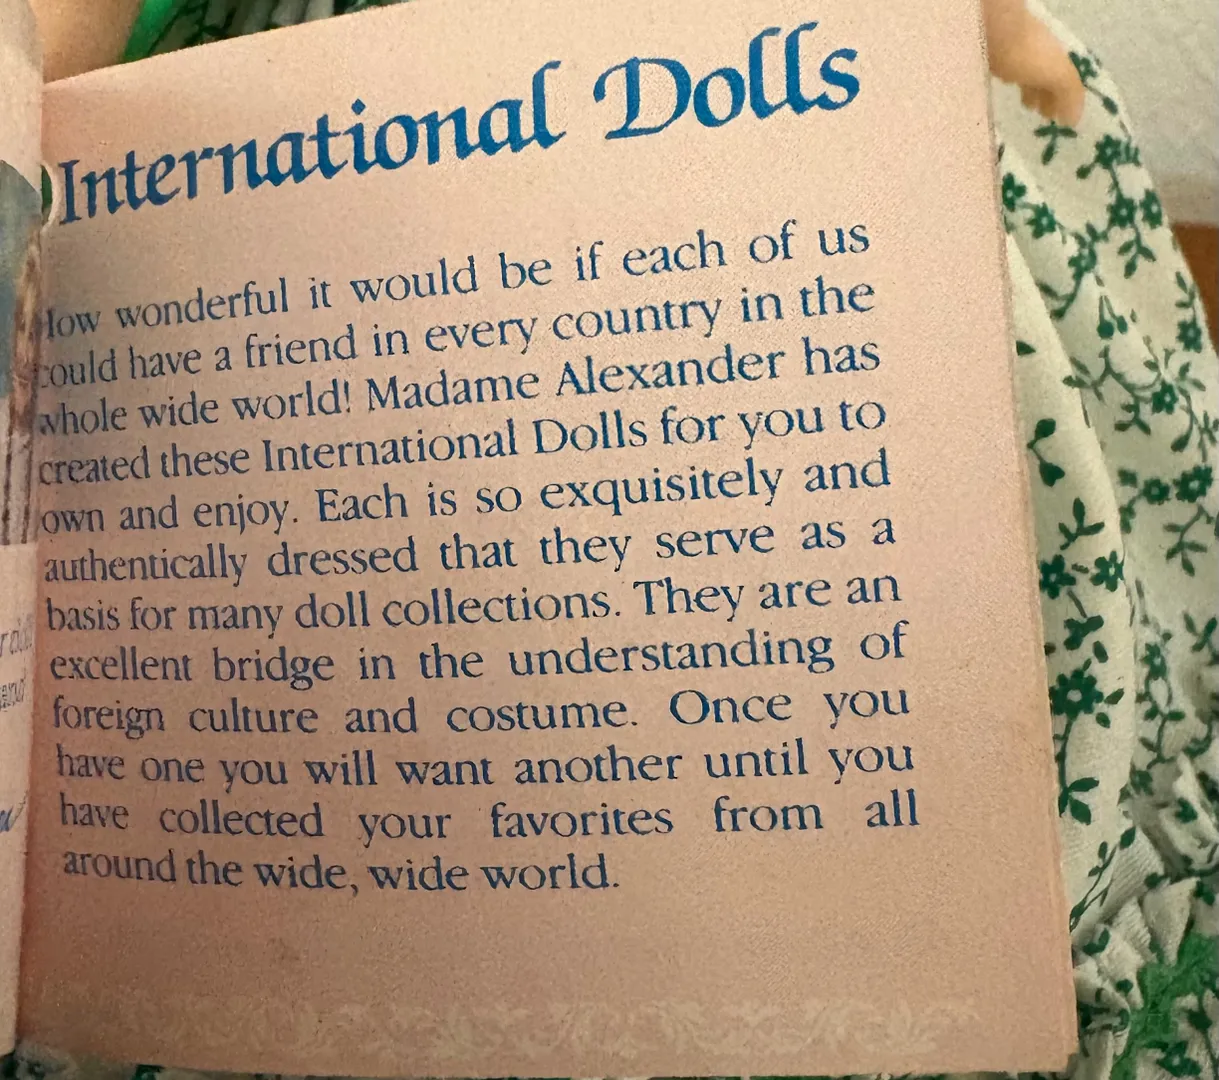 International Dolls
How wonderful it would be if each of us
could have a friend in every country in the
whole wide world! Madame Alexander has
created these International Dolls for you to
own and enjoy. Each is so exquisitely and
authentically dressed that they serve as a
basis for many doll collections. They are an
excellent bridge in the understanding of
foreign culture and costume. Once you
have one you will want another until you
have collected your favorites from all
around the wide, wide world.